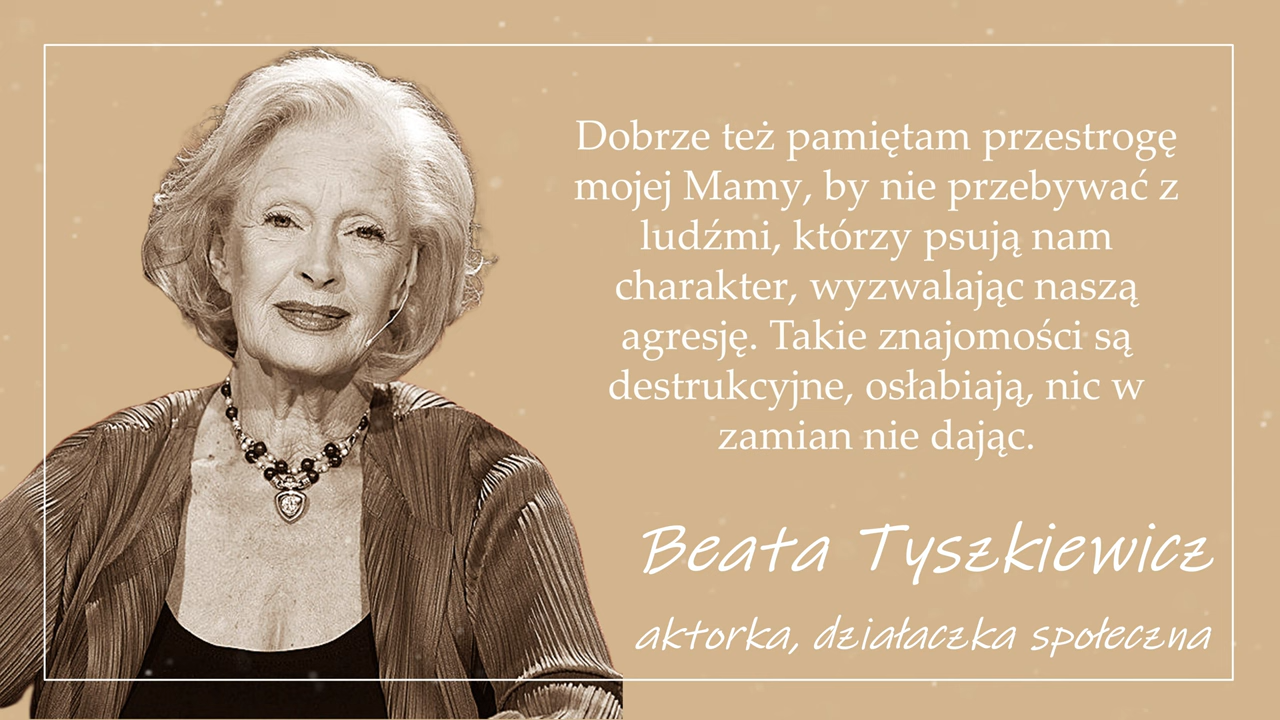 Dobrze też pamiętam przestrogę
mojej Mamy, by nie przebywać z
ludźmi, którzy psują nam
charakter, wyzwalając naszą
agresję. Takie znajomości są
destrukcyjne, osłabiają, nic w
zamian nie dając.
Beata Tyszkiewicz
aktorka, działaczka społeczna